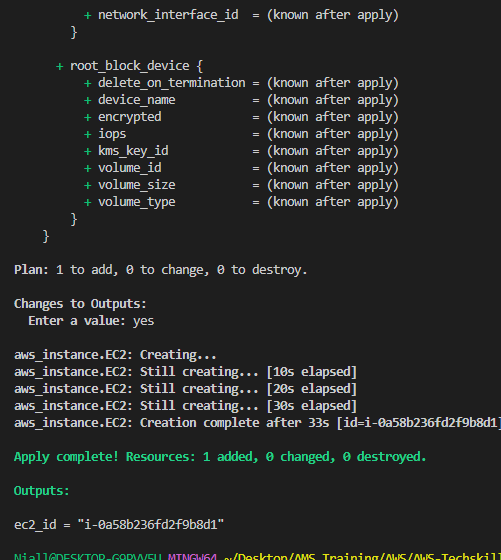 + network_interface_id  = (known after apply)
}
+ root_block_device {
+ delete_on_termination = (known after apply)
+ device_name           = (known after apply)
+ encrypted             = (known after apply)
+ iops                  = (known after apply)
+ kms_key_id            = (known after apply)
+ volume_id             = (known after apply)
+ volume_size           = (known after apply)
+ volume_type           = (known after apply)
}
}
Plan: 1 to add, 0 to change, 0 to destroy.
Changes to Outputs:
Enter a value: yes
aws_instance.EC2: Creating...
aws_instance.EC2: Still creating... [10s elapsed]
aws_instance.EC2: Still creating... [20s elapsed]
aws_instance.EC2: Still creating... [30s elapsed]
aws_instance.EC2: Creation complete after 33s [id=i-0a58b236fd2f9b8d1]
Apply complete! Resources: 1 added, 0 changed, 0 destroyed.
Outputs:
ec2_id = "i-0a58b236fd2f9b8d1"
MINGW64 ~/Desktop/AMS Training/AWS/AWS-Techskill